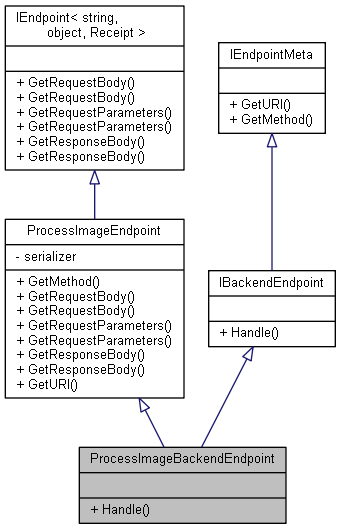 IEndpoint< string,
object, Receipt >
+ GetRequestBody()
+ GetRequestBody()
+ GetRequestParameters()
+ GetRequestParameters()
+ GetResponseBody()
+ GetResponseBody()
IEndpointMeta
+ GetURI()
+ GetMethod()
ProcessImageEndpoint
- serializer
+ GetMethod()
+ GetRequestBody()
+ GetRequestBody()
+ GetRequestParameters()
+ GetRequestParameters()
+ GetResponseBody()
+ GetResponseBody()
+ GetURI()
IBackendEndpoint
+ Handle()
ProcessImageBackendEndpoint
+ Handle()